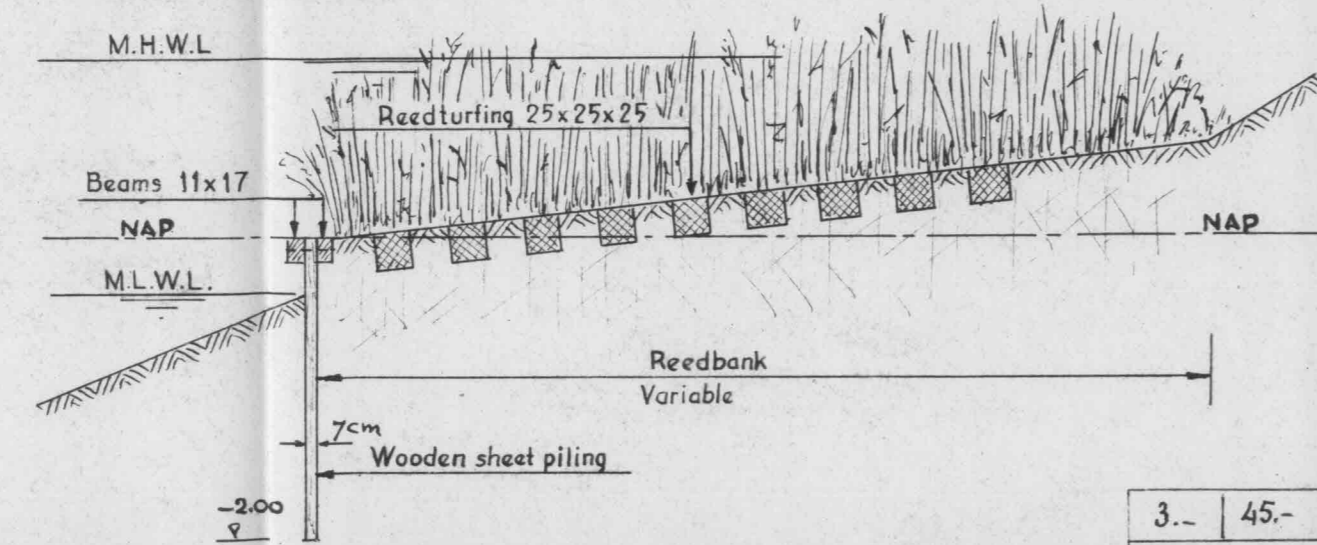 M.H.W.L
Reedturfing 25x25x25
Beams 11x17
NAP
NAP
M.L.W.L.
Reedbank
Variable
7cm
Wooden sheet piling
-2.00
3.- 45.-